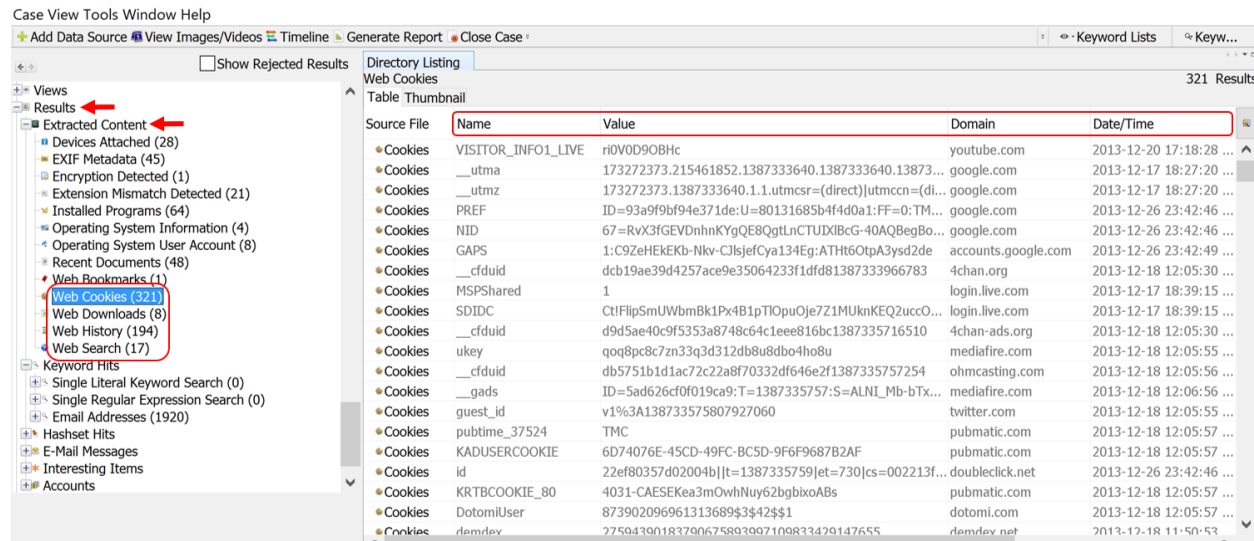 Case View Tools Window Help
Add Data Source View Images/Videos Timeline Generate Report Close Case Keyword Lists Keyw...
Show Rejected Results
Views
Results
Extracted Content
Devices Attached (28)
EXIF Metadata (45)
Encryption Detected (1)
Extension Mismatch Detected (21)
Installed Programs (64)
Operating System Information (4)
Operating System User Account (8)
Recent Documents (48)
Web Bookmarks (1)
Web Cookies (321)
Web Downloads (8)
Web History (194)
Web Search (17)
Keyword Hits
Single Literal Keyword Search (0)
Single Regular Expression Search (0)
Email Addresses (1920)
Hashset Hits
E-Mail Messages
Interesting Items
Accounts
Directory Listing
Web Cookies 321 Results
Table Thumbnail
Source File Name Value Domain Date/Time
Cookies VISITOR_INFO1_LIVE ri0V0D9OBHc youtube.com 2013-12-20 17:18:28 ...
Cookies __utma 173272373.215461852.1387333640.1387333640.13873... google.com 2013-12-17 18:27:20 ...
Cookies __utmz 173272373.1387333640.1.1.utmcsr=(direct)|utmccn=(di... google.com 2013-12-17 18:27:20 ...
Cookies PREF ID=93a9f9bf94e371de:U=80131685b4f4d0a1:FF=0:TM... google.com 2013-12-26 23:42:46 ...
Cookies NID 67=RvX3fGEVDnhnKYgQE8QgtLnCTUIXlBcG-40AQBegBo... google.com 2013-12-26 23:42:46 ...
Cookies GAPS 1:C9ZeHEkEKb-Nkv-CJlsjefCya134Eg:ATHt6OtpA3ysd2de accounts.google.com 2013-12-26 23:42:49 ...
Cookies __cfduid dcb19ae39d4257ace9e35064233f1dfd81387333966783 4chan.org 2013-12-18 12:05:30 ...
Cookies MSPShared 1 login.live.com 2013-12-17 18:39:15 ...
Cookies SDIDC Ct!FlipSmUWbmBk1Px4B1pTlOpuOje7Z1MUknKEQ2uccO... login.live.com 2013-12-17 18:39:15 ...
Cookies __cfduid d9d5ae40c9f5353a8748c64c1eee816bc1387335716510 4chan-ads.org 2013-12-18 12:05:30 ...
Cookies ukey qoq8pc8c7zn33q3d312db8u8dbo4ho8u mediafire.com 2013-12-18 12:05:55 ...
Cookies __cfduid db5751b1d1ac72c22a8f70332df646e2f1387335757254 ohmcasting.com 2013-12-18 12:05:56 ...
Cookies __gads ID=5ad626cf0f019ca9:T=1387335757:S=ALNI_Mb-bTx... mediafire.com 2013-12-18 12:06:56 ...
Cookies guest_id v1%3A138733575807927060 twitter.com 2013-12-18 12:05:55 ...
Cookies pubtime_37524 TMC pubmatic.com 2013-12-18 12:05:57 ...
Cookies KADUSERCOOKIE 6D74076E-45CD-49FC-BC5D-9F6F9687B2AF pubmatic.com 2013-12-18 12:05:57 ...
Cookies id 22ef80357d02004b||t=1387335759|et=730|cs=002213f... doubleclick.net 2013-12-26 23:42:46 ...
Cookies KRTBCOOKIE_80 4031-CAESEKea3mOwhNuy62bgbixoABs pubmatic.com 2013-12-18 12:05:57 ...
Cookies DotomiUser 873902096961313689$3$42$$1 dotomi.com 2013-12-18 12:05:57 ...
Cookies demdex 27594390183790675893997109833429147655 demdex.net 2013-12-18 11:50:53